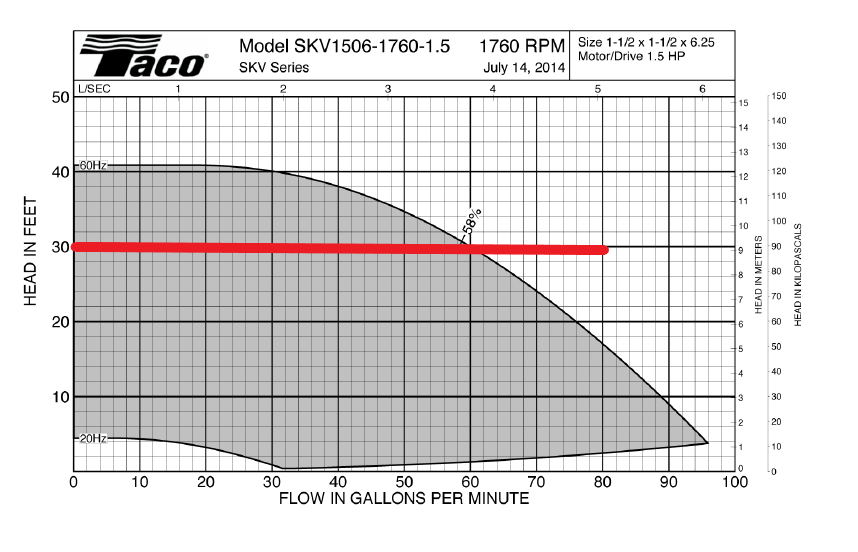 Taco®
Model SKV1506-1760-1.5
SKV Series
1760 RPM
July 14, 2014
Size 1-1/2 x 1-1/2 x 6.25
Motor/Drive 1.5 HP
L/SEC 1 2 3 4 5 6
50
40
30
20
10
HEAD IN FEET
60Hz
20Hz
58%
15
14
13
12
11
10
9
8
7
6
5
4
3
2
1
0
HEAD IN METERS
150
140
130
120
110
100
90
80
70
60
50
40
30
20
10
0
HEAD IN KILOPASCALS
0 10 20 30 40 50 60 70 80 90 100
FLOW IN GALLONS PER MINUTE